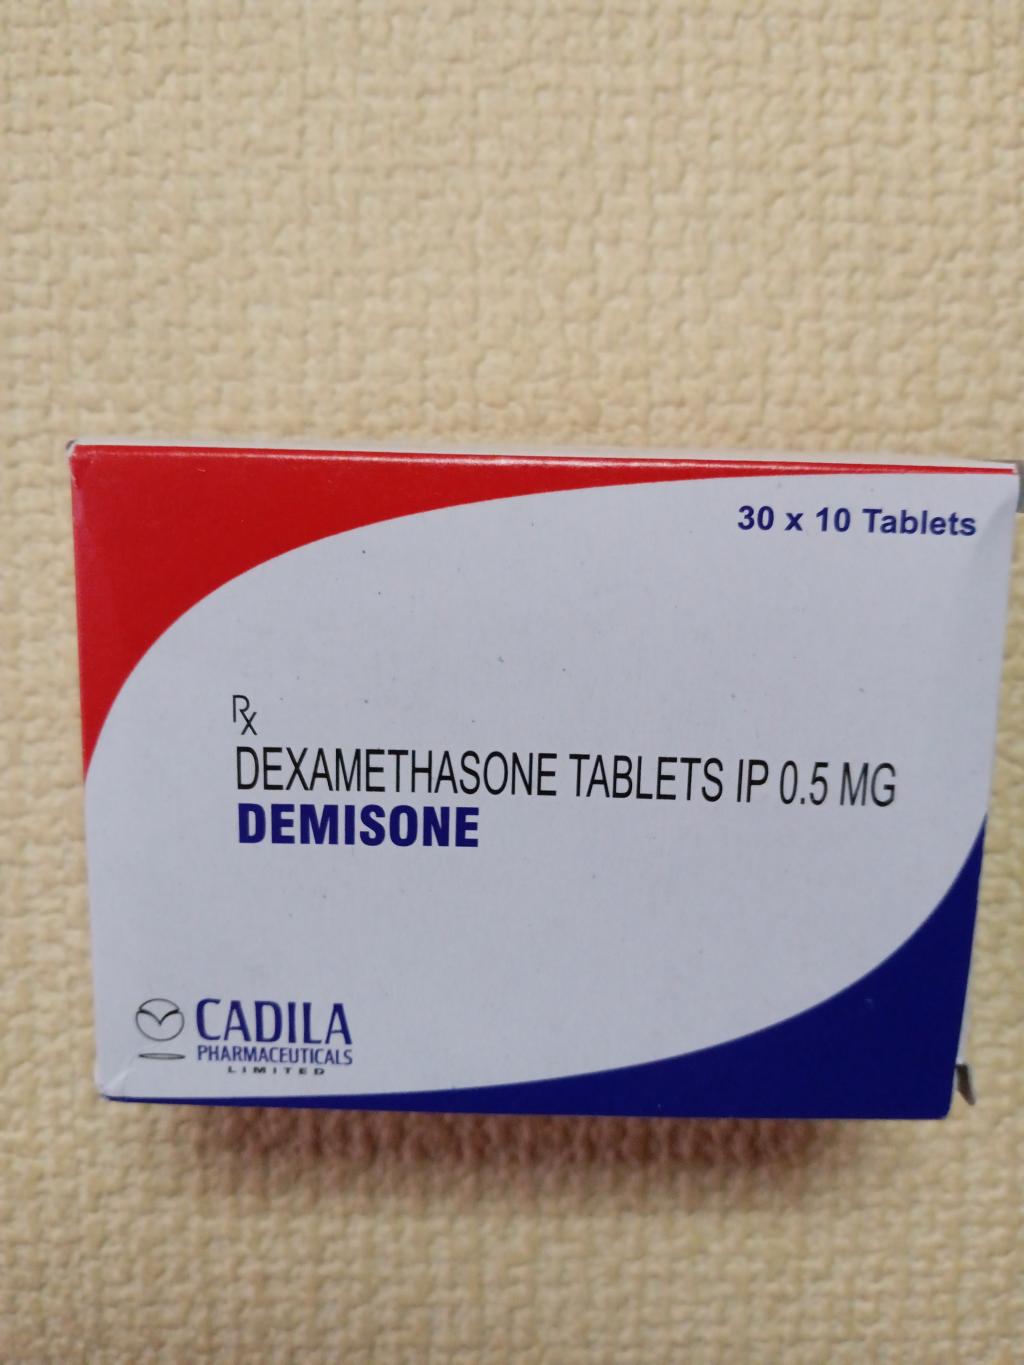 30 x 10 Tablets
Rx
DEXAMETHASONE TABLETS IP 0.5 MG
DEMISONE
CADILA
PHARMACEUTICALS
LIMITED